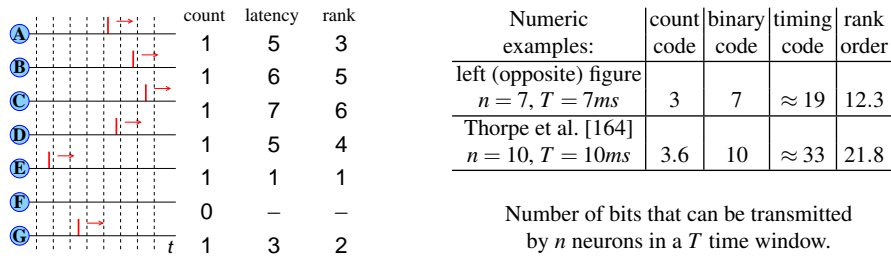 count latency rank
A 1 5 3
B 1 6 5
C 1 7 6
D 1 5 4
E 1 1 1
F 0 – –
G 1 3 2
t
Numeric count binary timing rank
examples: code code code order
left (opposite) figure
n = 7, T = 7ms 3 7 ≈ 19 12.3
Thorpe et al. [164]
n = 10, T = 10ms 3.6 10 ≈ 33 21.8
Number of bits that can be transmitted
by n neurons in a T time window.